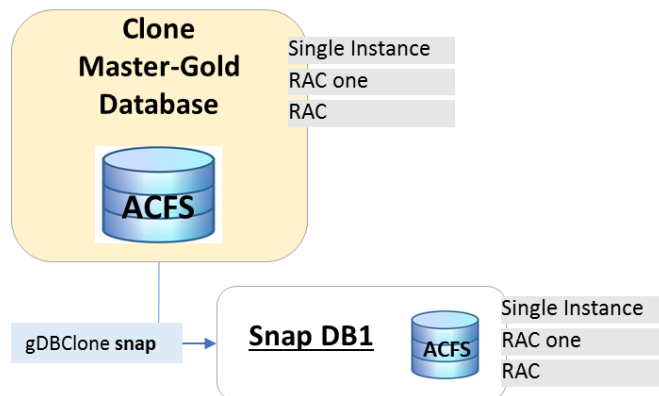 Clone
Master-Gold
Database
Single Instance
RAC one
RAC
ACFS
gDBClone snap
Snap DB1
ACFS
Single Instance
RAC one
RAC